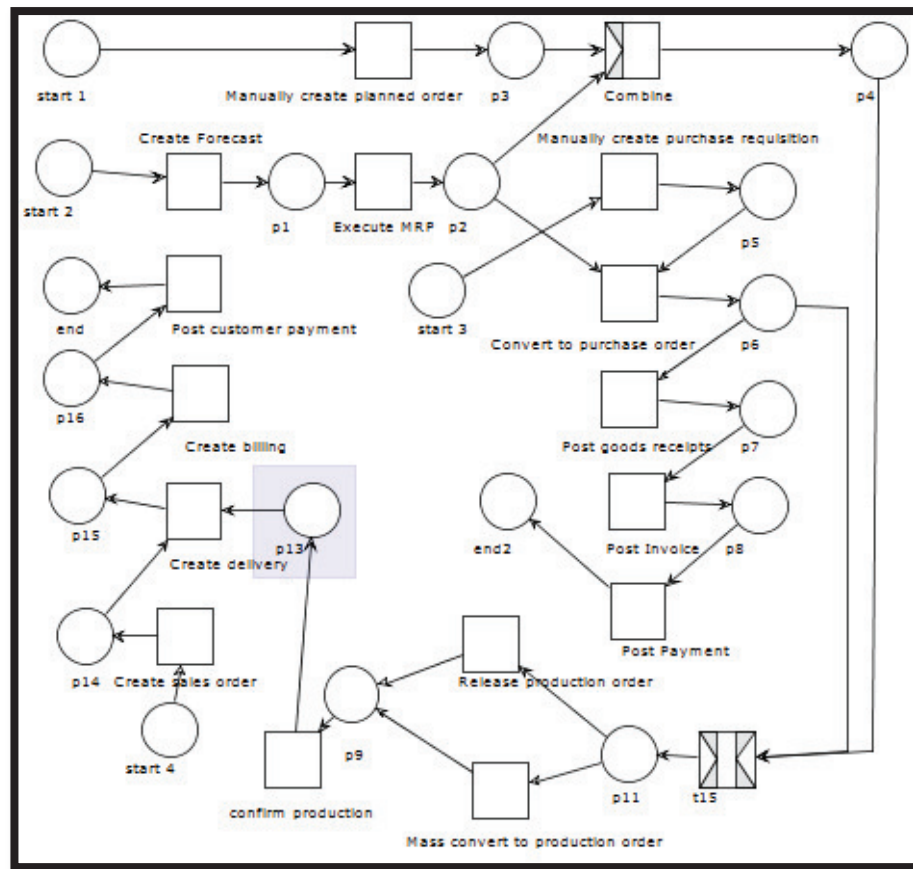 start 1
Manually create planned order
p3
Combine
p4
Create Forecast
Manually create purchase requisition
start 2
p1
Execute MRP
p2
p5
end
Post customer payment
start 3
Convert to purchase order
p6
p16
Create billing
Post goods receipts
p7
p15
Create delivery
p13
end2
Post Invoice
p8
p14
Create sales order
Release production order
Post Payment
start 4
p9
p11
t15
confirm production
Mass convert to production order